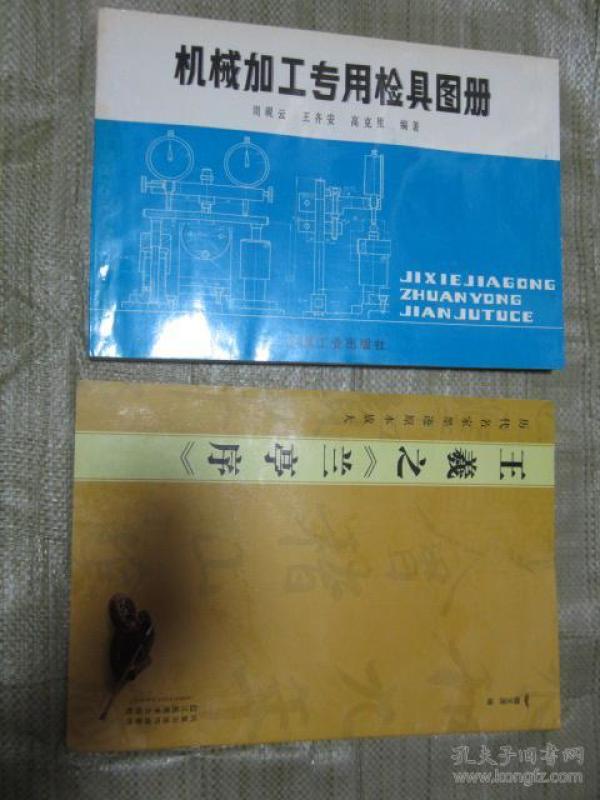 机械加工专用检具图册
周砚云 王齐安 高克胜 编著
JIXIEJIAGONG
ZHUANYONG
JIANJUTUCE
机械工业出版社
历代名家墨迹原本放大
王羲之《兰亭序》
孔夫子旧书网
www.kongfz.com